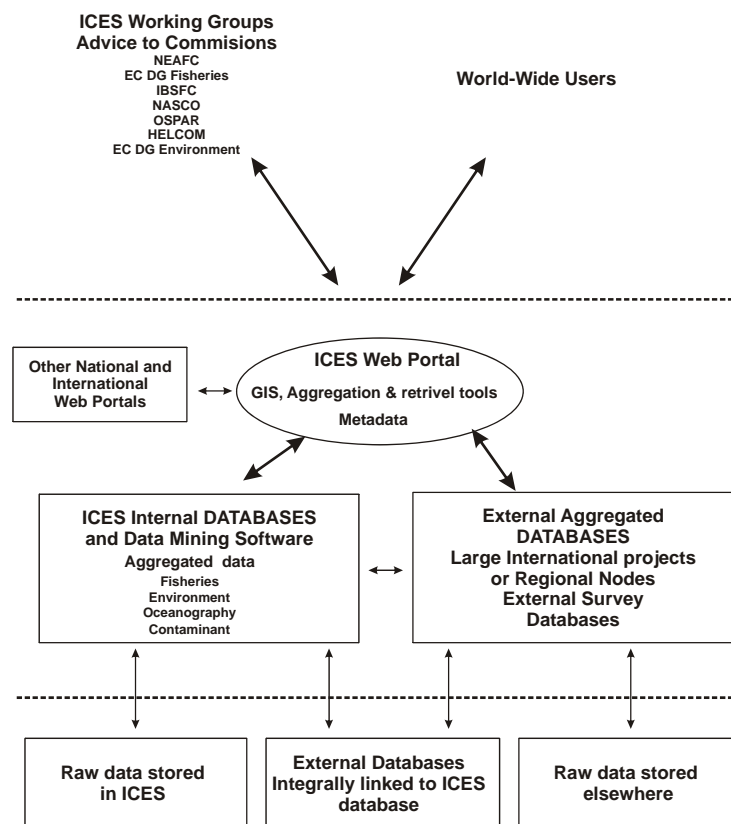 ICES Working Groups
Advice to Commisions
NEAFC
EC DG Fisheries
IBSFC
NASCO
OSPAR
HELCOM
EC DG Environment
World-Wide Users
Other National and
International
Web Portals
ICES Web Portal
GIS, Aggregation & retrivel tools
Metadata
ICES Internal DATABASES
and Data Mining Software
Aggregated data
Fisheries
Environment
Oceanography
Contaminant
External Aggregated
DATABASES
Large International projects
or Regional Nodes
External Survey
Databases
Raw data stored
in ICES
External Databases
Integrally linked to ICES
database
Raw data stored
elsewhere